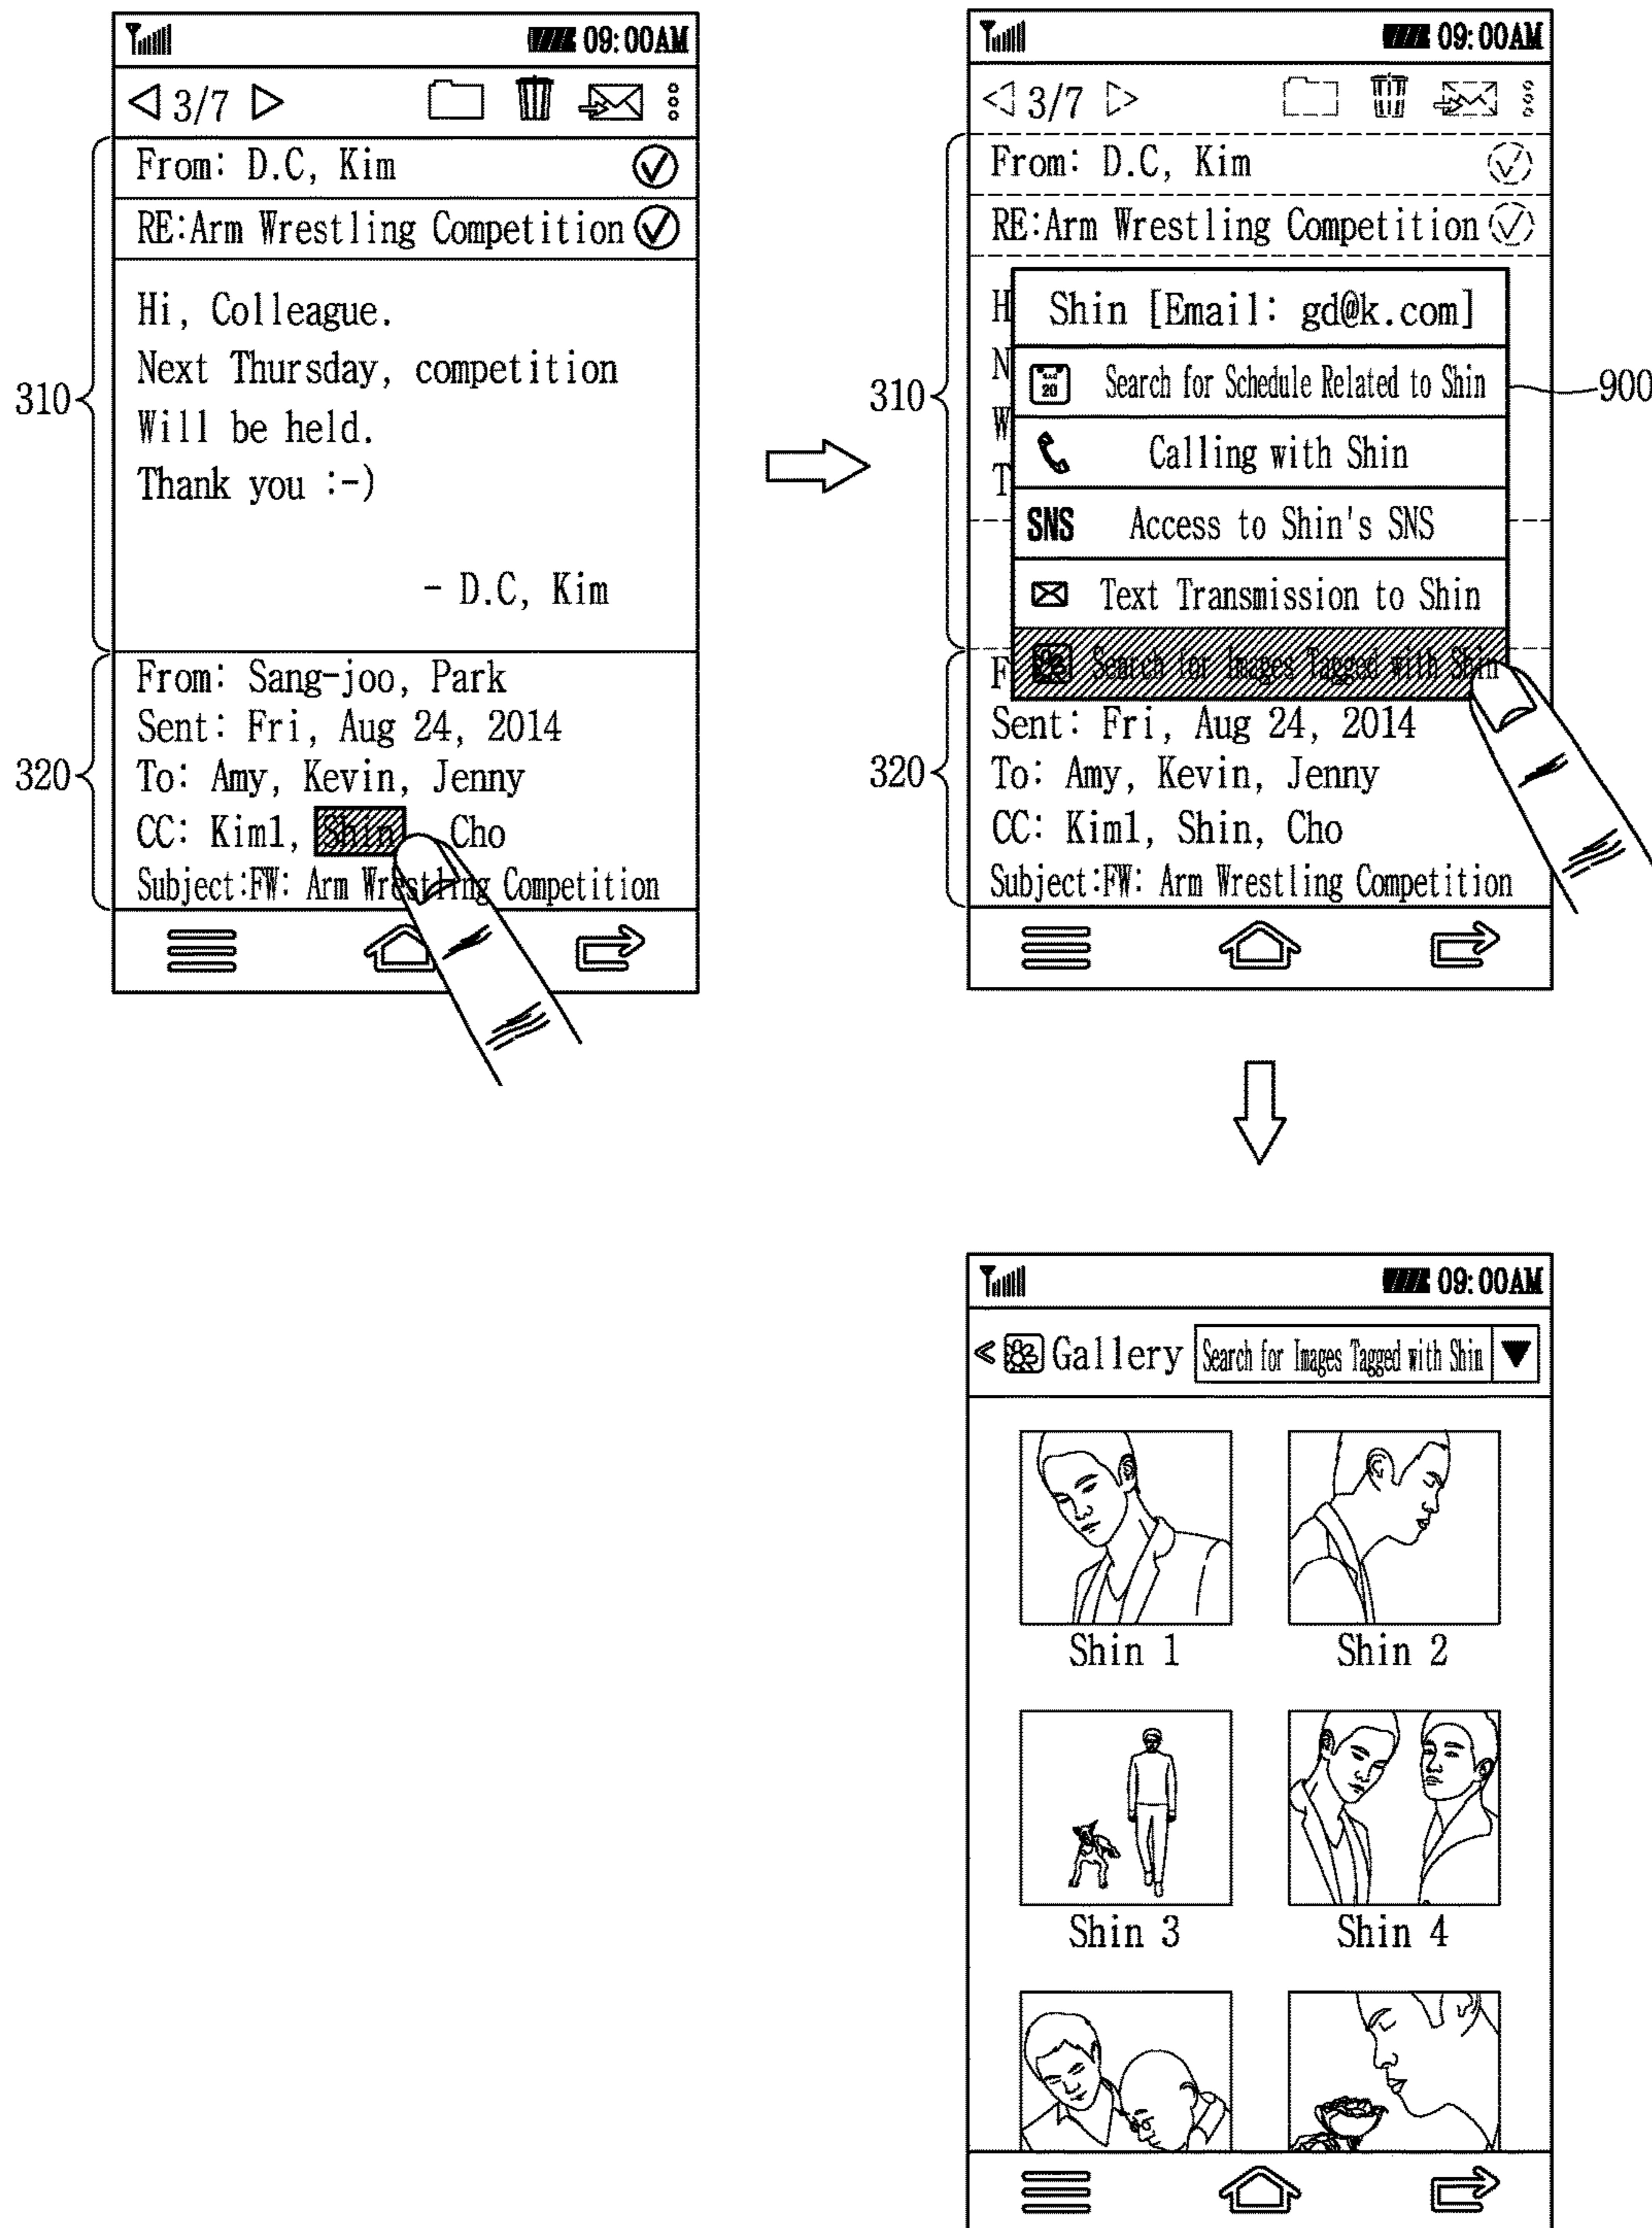 09:00AM
3/7
From: D.C, Kim
RE:Arm Wrestling Competition
Hi, Colleague.
Next Thursday, competition
Will be held.
Thank you :-)
- D.C, Kim
310
From: Sang-joo, Park
Sent: Fri, Aug 24, 2014
To: Amy, Kevin, Jenny
CC: Kim1, Shin, Cho
Subject:FW: Arm Wrestling Competition
320
09:00AM
3/7
From: D.C, Kim
RE:Arm Wrestling Competition
H
N
W
T
Shin [Email: gd@k.com]
20
Search for Schedule Related to Shin
900
Calling with Shin
SNS Access to Shin's SNS
Text Transmission to Shin
Search for Images Tagged with Shin
310
F
Sent: Fri, Aug 24, 2014
To: Amy, Kevin, Jenny
CC: Kim1, Shin, Cho
Subject:FW: Arm Wrestling Competition
320
09:00AM
Gallery Search for Images Tagged with Shin
Shin 1
Shin 2
Shin 3
Shin 4